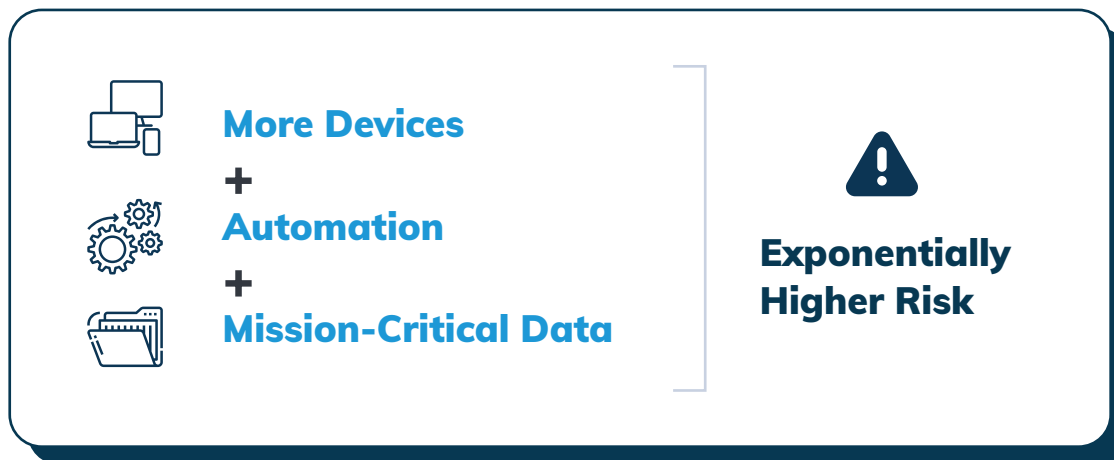 More Devices
+
Automation
+
Mission-Critical Data
Exponentially
Higher Risk